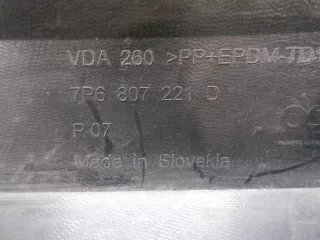 VDA 260 >PP+EPDM-TD
7P6 807 221 D
P 07
Made in Slovakia